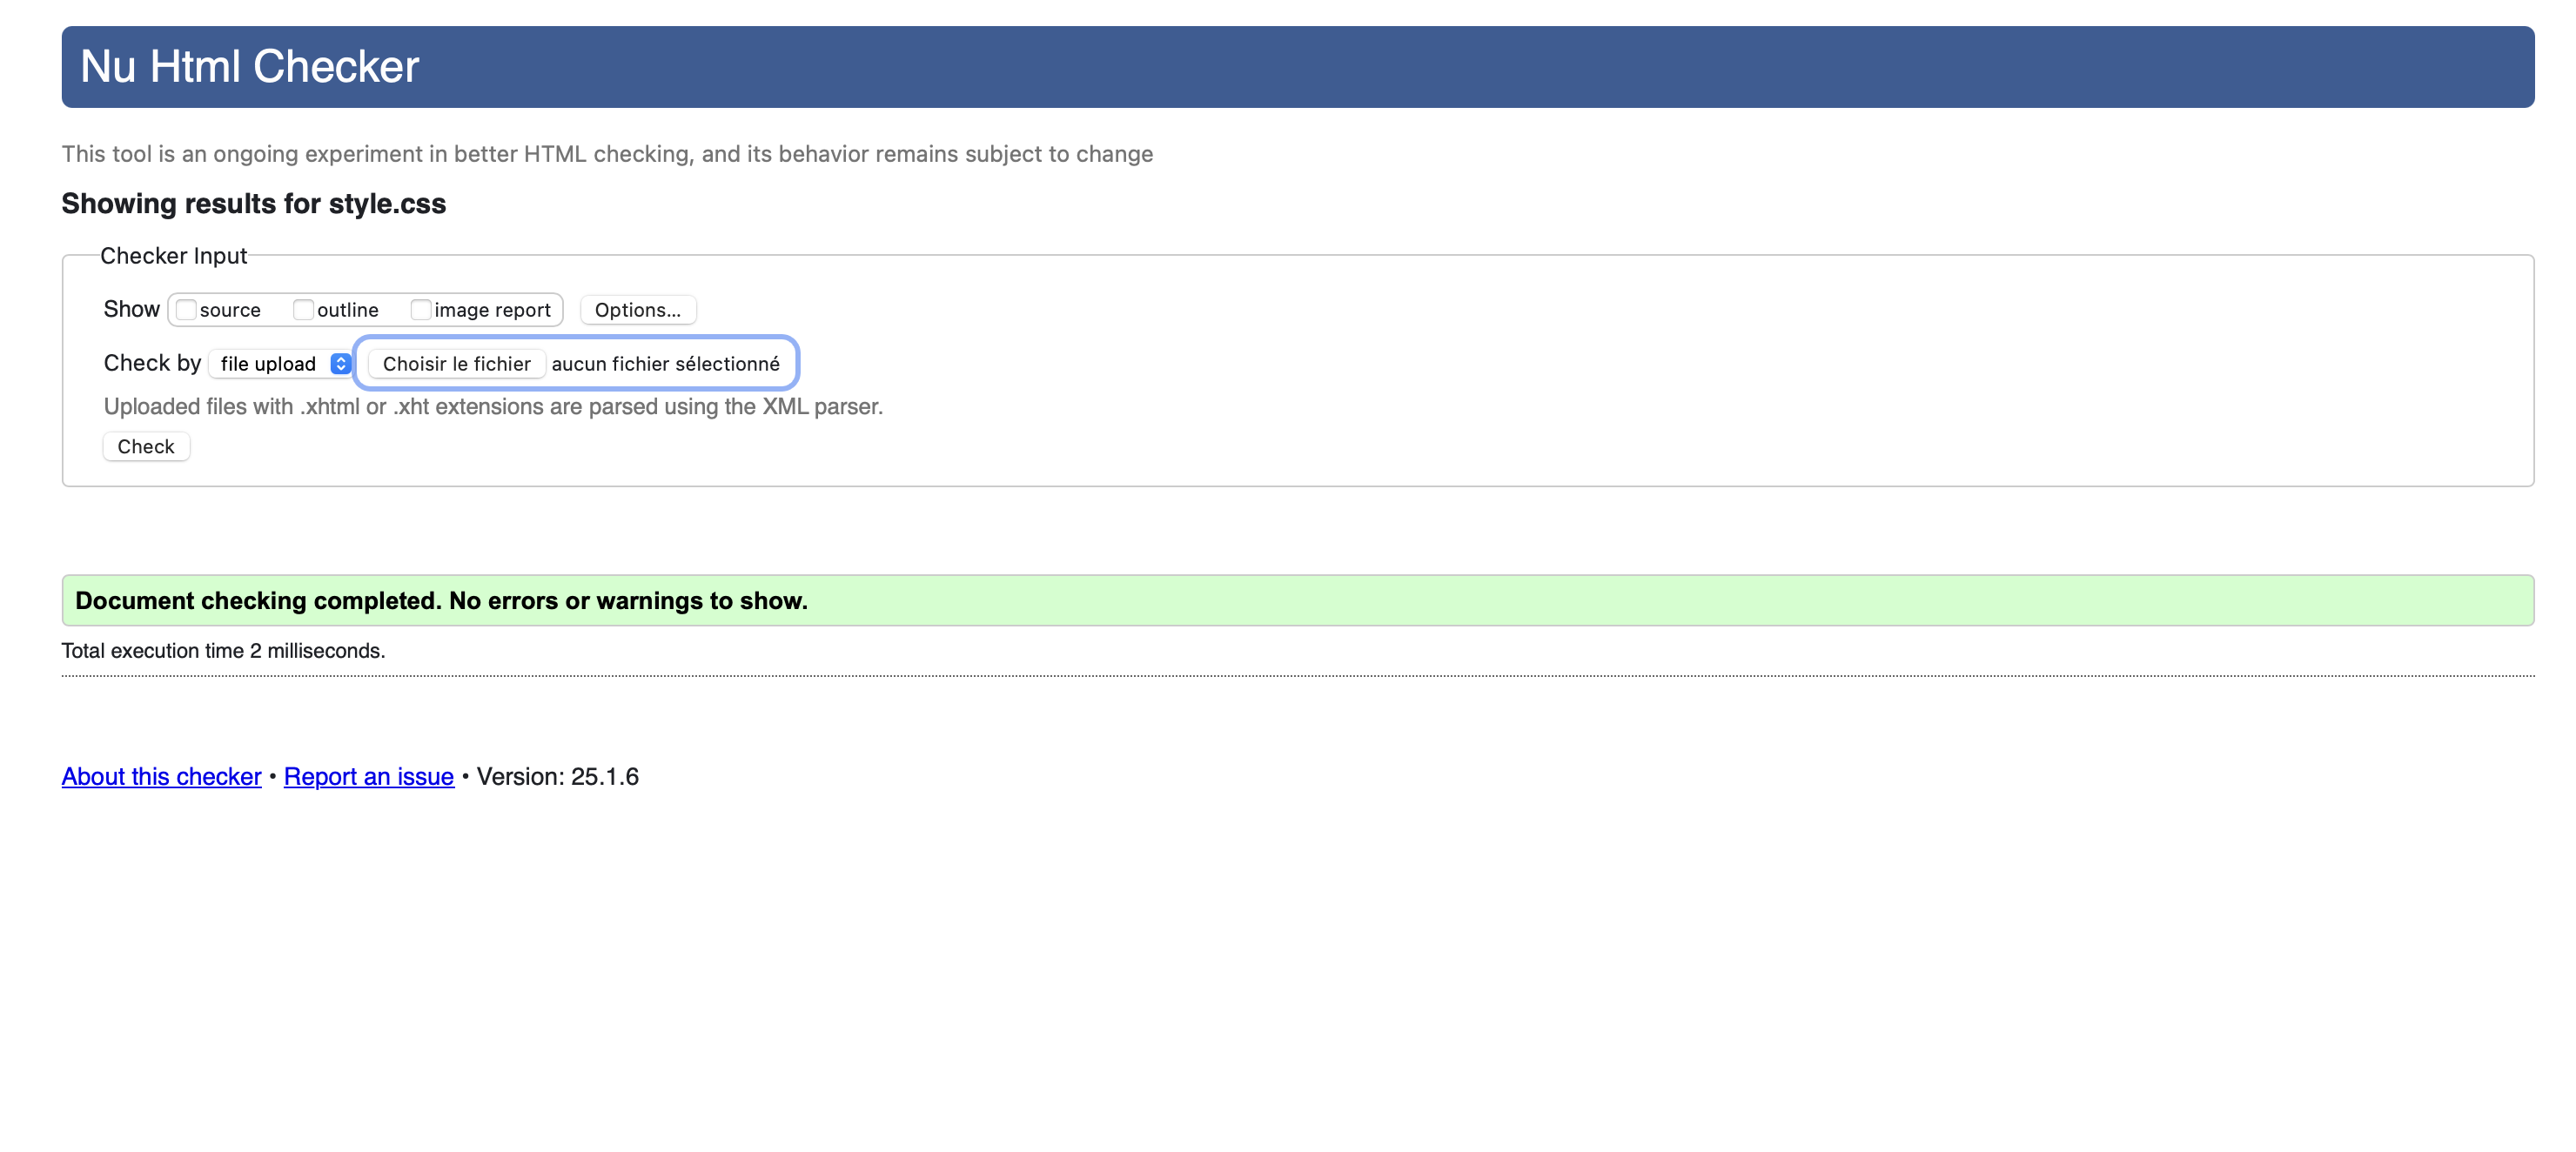 Nu Html Checker
This tool is an ongoing experiment in better HTML checking, and its behavior remains subject to change
Showing results for style.css
Checker Input
Show source outline image report Options...
Check by file upload Choisir le fichier aucun fichier sélectionné
Uploaded files with .xhtml or .xht extensions are parsed using the XML parser.
Check
Document checking completed. No errors or warnings to show.
Total execution time 2 milliseconds.
About this checker • Report an issue • Version: 25.1.6